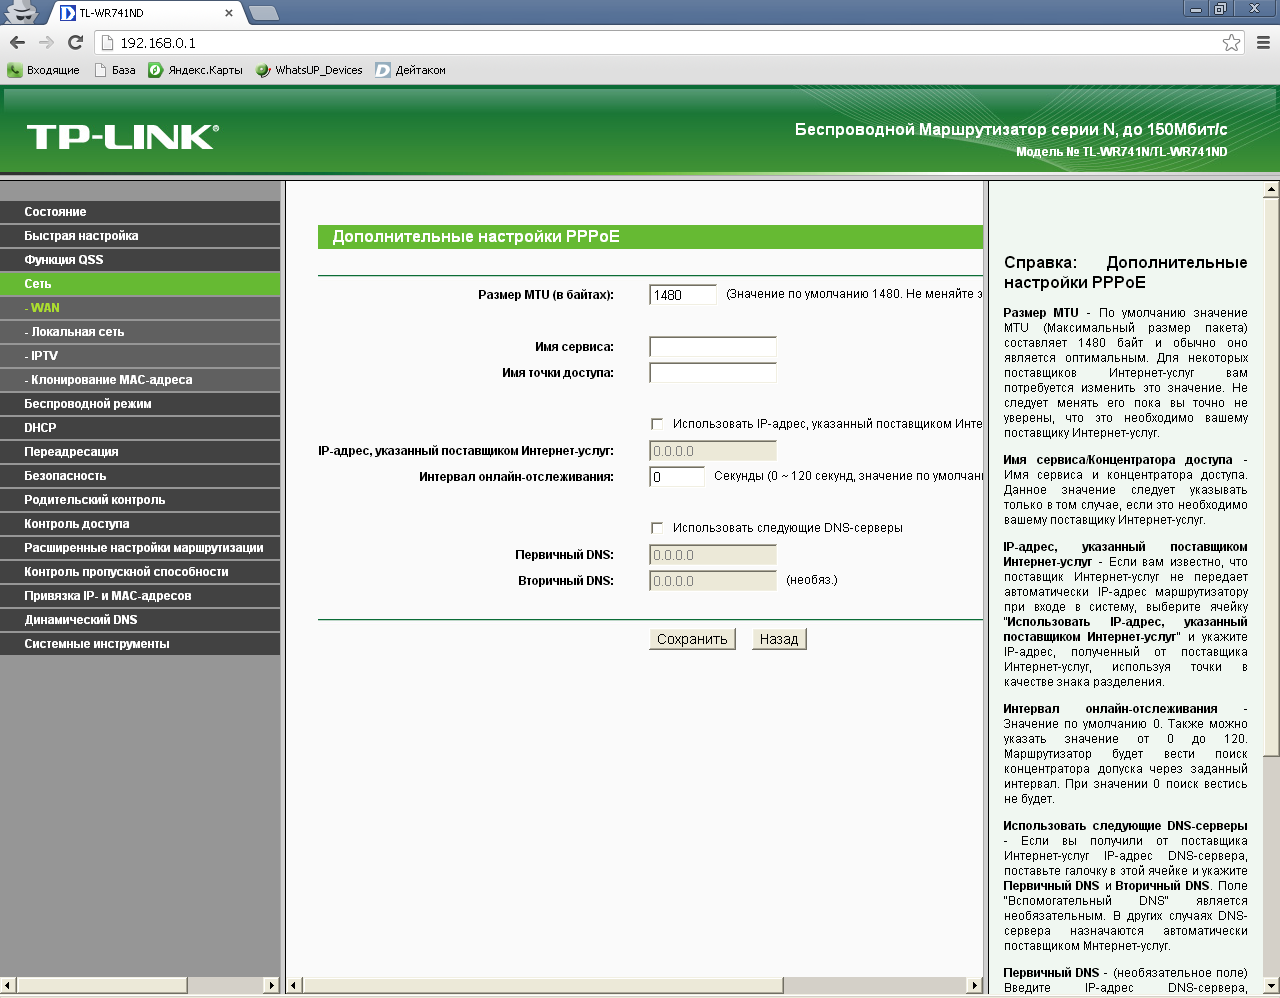 TL-WR741ND
192.168.0.1
Входящие
База
Яндекс.Карты
WhatsUP_Devices
Дейтаком
TP-LINK®
Беспроводной Маршрутизатор серии N, до 150Мбит/с
Модель № TL-WR741N/TL-WR741ND
Состояние
Быстрая настройка
Функция QSS
Сеть
- WAN
- Локальная сеть
- IPTV
- Клонирование MAC-адреса
Беспроводной режим
DHCP
Переадресация
Безопасность
Родительский контроль
Контроль доступа
Расширенные настройки маршрутизации
Контроль пропускной способности
Привязка IP- и MAC-адресов
Динамический DNS
Системные инструменты
Дополнительные настройки PPPoE
Размер MTU (в байтах): 1480 (Значение по умолчанию 1480. Не меняйте
Имя сервиса:
Имя точки доступа:
Использовать IP-адрес, указанный поставщиком Инте
IP-адрес, указанный поставщиком Интернет-услуг: 0.0.0.0
Интервал онлайн-отслеживания: 0 Секунды (0 ~ 120 секунд, значение по умолчан
Использовать следующие DNS-серверы
Первичный DNS: 0.0.0.0
Вторичный DNS: 0.0.0.0 (необяз.)
Сохранить Назад
Справка: Дополнительные
настройки PPPoE
Размер MTU - По умолчанию значение
MTU (Максимальный размер пакета)
составляет 1480 байт и обычно оно
является оптимальным. Для некоторых
поставщиков Интернет-услуг вам
потребуется изменить это значение. Не
следует менять его пока вы точно не
уверены, что это необходимо вашему
поставщику Интернет-услуг.
Имя сервиса/Концентратора доступа -
Имя сервиса и концентратора доступа.
Данное значение следует указывать
только в том случае, если это необходимо
вашему поставщику Интернет-услуг.
IP-адрес, указанный поставщиком
Интернет-услуг - Если вам известно, что
поставщик Интернет-услуг не передает
автоматически IP-адрес маршрутизатору
при входе в систему, выберите ячейку
"Использовать IP-адрес, указанный
поставщиком Интернет-услуг" и укажите
IP-адрес, полученный от поставщика
Интернет-услуг, используя точки в
качестве знака разделения.
Интервал онлайн-отслеживания -
Значение по умолчанию 0. Также можно
указать значение от 0 до 120.
Маршрутизатор будет вести поиск
концентратора допуска через заданный
интервал. При значении 0 поиск вестись
не будет.
Использовать следующие DNS-серверы
- Если вы получили от поставщика
Интернет-услуг IP-адрес DNS-сервера,
поставьте галочку в этой ячейке и укажите
Первичный DNS и Вторичный DNS. Поле
"Вспомогательный DNS" является
необязательным. В других случаях DNS-
сервера назначаются автоматически
поставщиком Мнтернет-услуг.
Первичный DNS - (необязательное поле)
Введите IP-адрес DNS-сервера,